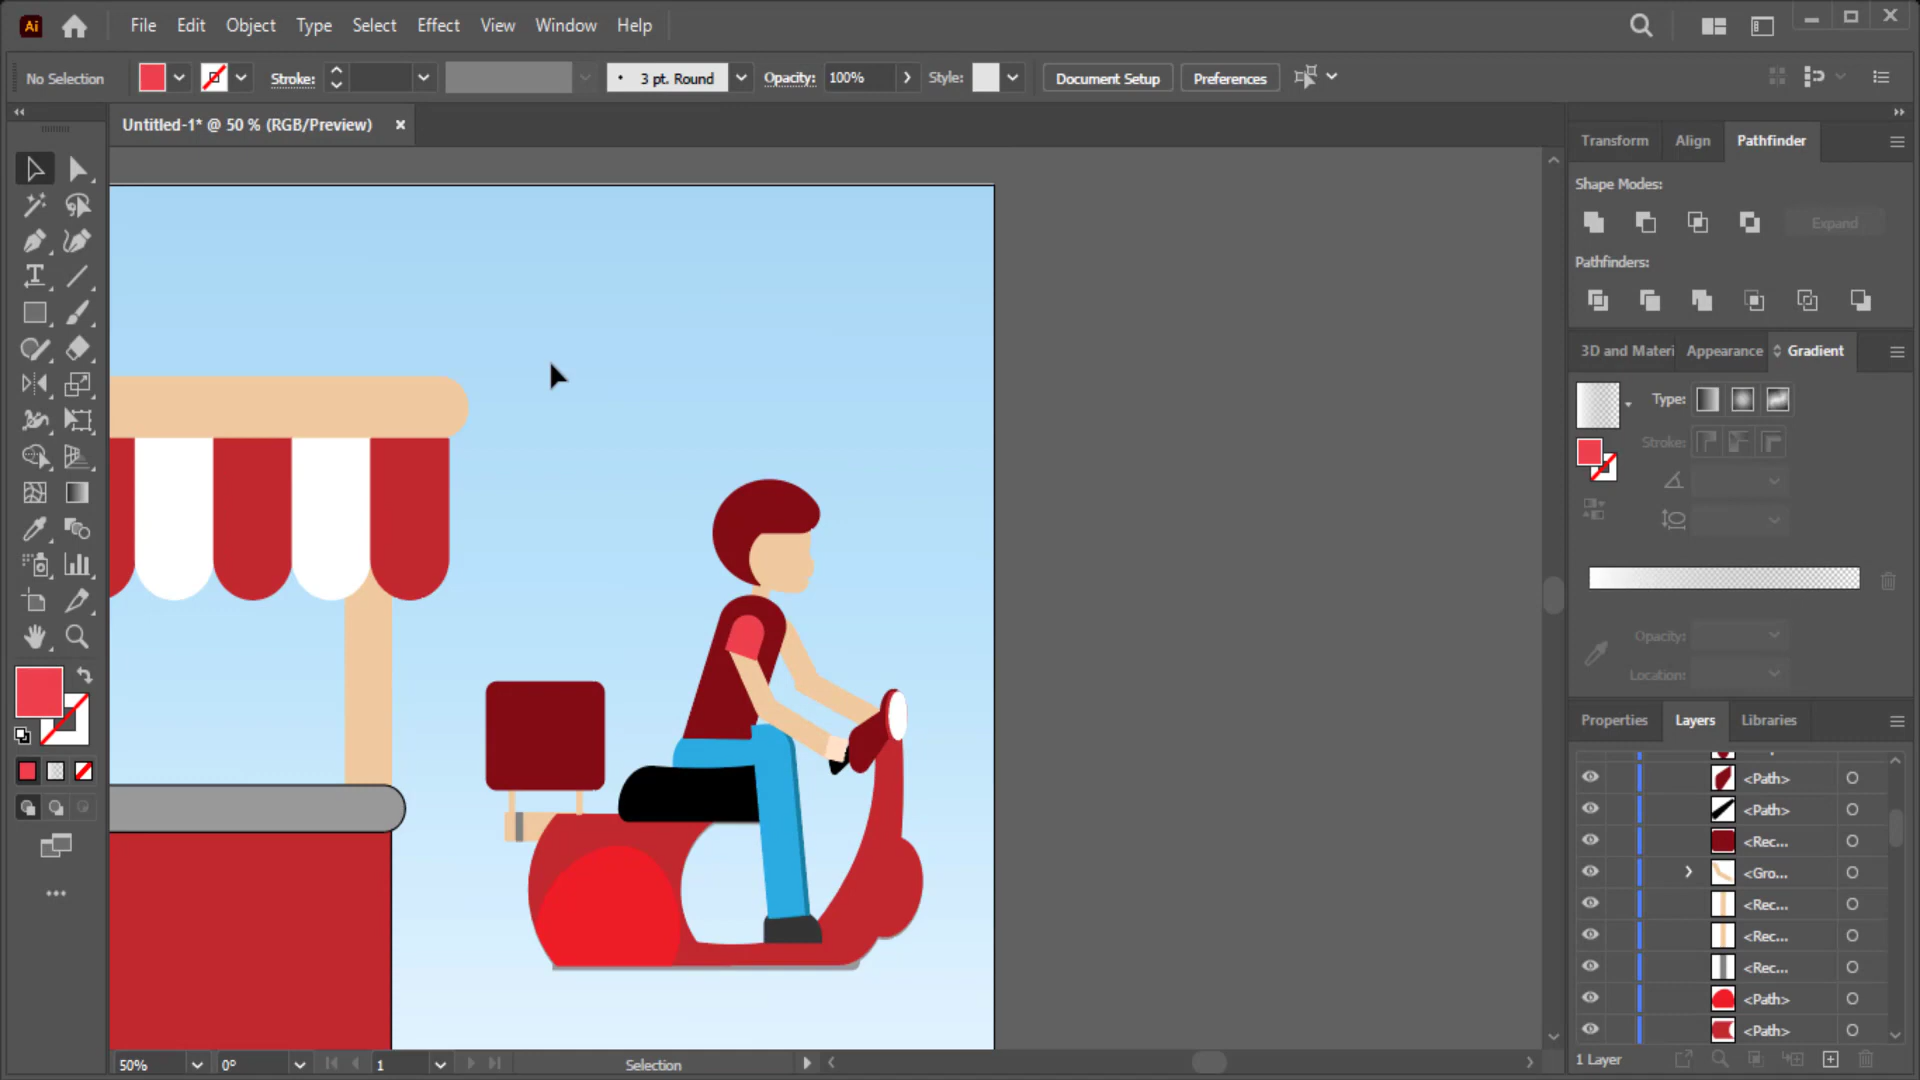 Ai File Edit Object Type Select Effect View Window Help
No Selection Stroke: 3 pt. Round Opacity: 100% Style: Document Setup Preferences
Untitled-1* @ 50 % (RGB/Preview)
Transform Align Pathfinder
Shape Modes:
Expand
Pathfinders:
3D and Materi Appearance Gradient
Type:
Stroke:
Opacity:
Location:
Properties Layers Libraries
<Path>
<Path>
<Rec...
<Gro...
<Rec...
<Rec...
<Rec...
<Path>
<Path>
1 Layer
50% 0° 1 Selection